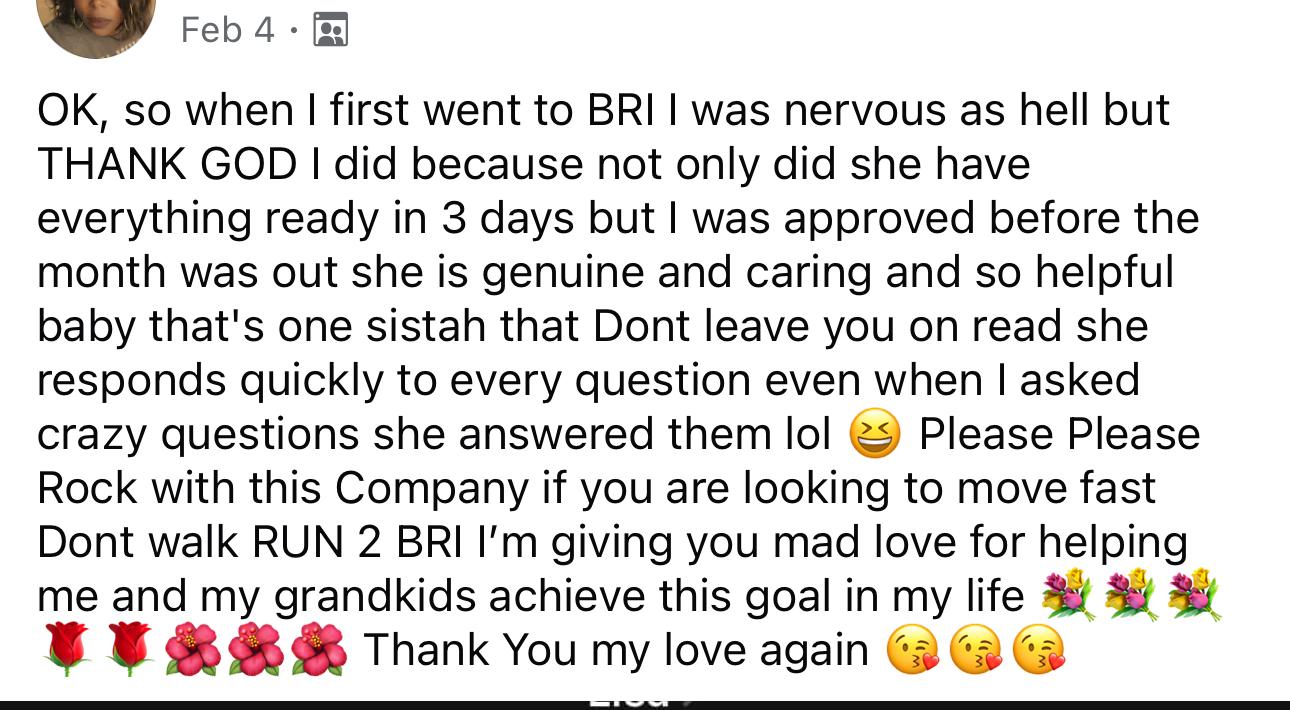 Feb 4 ·
OK, so when I first went to BRI I was nervous as hell but
THANK GOD I did because not only did she have
everything ready in 3 days but I was approved before the
month was out she is genuine and caring and so helpful
baby that's one sistah that Dont leave you on read she
responds quickly to every question even when I asked
crazy questions she answered them lol 😆 Please Please
Rock with this Company if you are looking to move fast
Dont walk RUN 2 BRI I’m giving you mad love for helping
me and my grandkids achieve this goal in my life 💐💐💐
🌹🌹🌺🌺🌺 Thank You my love again 😘😘😘